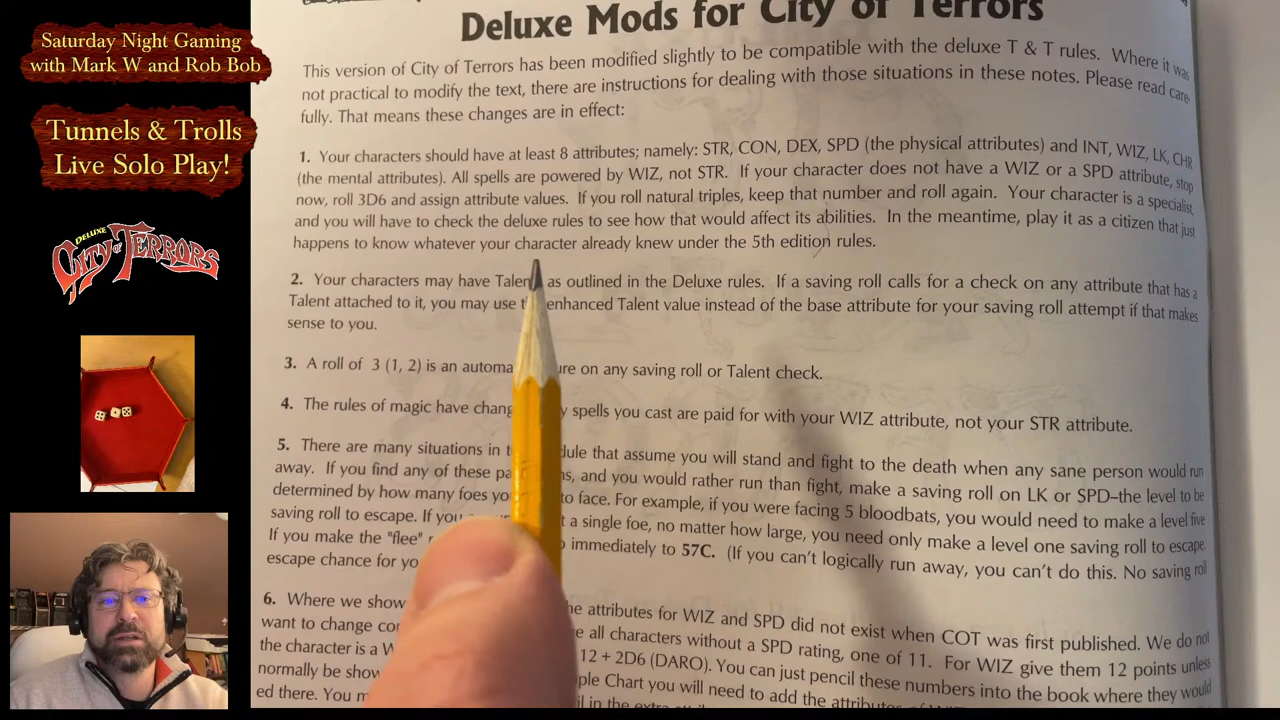 Saturday Night Gaming
with Mark W and Rob Bob
Tunnels & Trolls
Live Solo Play!
DELUXE
CITY OF TERRORS
Deluxe Mods for City of Terrors
This version of City of Terrors has been modified slightly to be compatible with the deluxe T & T rules. Where it was
not practical to modify the text, there are instructions for dealing with those situations in these notes. Please read care
fully. That means these changes are in effect:
1. Your characters should have at least 8 attributes; namely: STR, CON, DEX, SPD (the physical attributes) and INT, WIZ, LK, CHR
(the mental attributes). All spells are powered by WIZ, not STR. If your character does not have a WIZ or a SPD attribute, stop
now, roll 3D6 and assign attribute values. If you roll natural triples, keep that number and roll again. Your character is a specialist,
and you will have to check the deluxe rules to see how that would affect its abilities. In the meantime, play it as a citizen that just
happens to know whatever your character already knew under the 5th edition rules.
2. Your characters may have Talen as outlined in the Deluxe rules. If a saving roll calls for a check on any attribute that has a
Talent attached to it, you may use enhanced Talent value instead of the base attribute for your saving roll attempt if that makes
sense to you.
3. A roll of 3 (1, 2) is an automa ure on any saving roll or Talent check.
4. The rules of magic have chang y spells you cast are paid for with your WIZ attribute, not your STR attribute.
5. There are many situations in t dule that assume you will stand and fight to the death when any sane person would run
away. If you find any of these pa ns, and you would rather run than fight, make a saving roll on LK or SPD–the level to be
determined by how many foes yo to face. For example, if you were facing 5 bloodbats, you would need to make a level five
saving roll to escape. If you t a single foe, no matter how large, you need only make a level one saving roll to escape.
If you make the "flee" r o immediately to 57C. (If you can't logically run away, you can't do this. No saving roll
escape chance for yo
6. Where we show he attributes for WIZ and SPD did not exist when COT was first published. We do not
want to change co e all characters without a SPD rating, one of 11. For WIZ give them 12 points unless
the character is a W 12 + 2D6 (DARO). You can just pencil these numbers into the book where they would
normally be show ple Chart you will need to add the attributes of
ed there. You m il in the extra